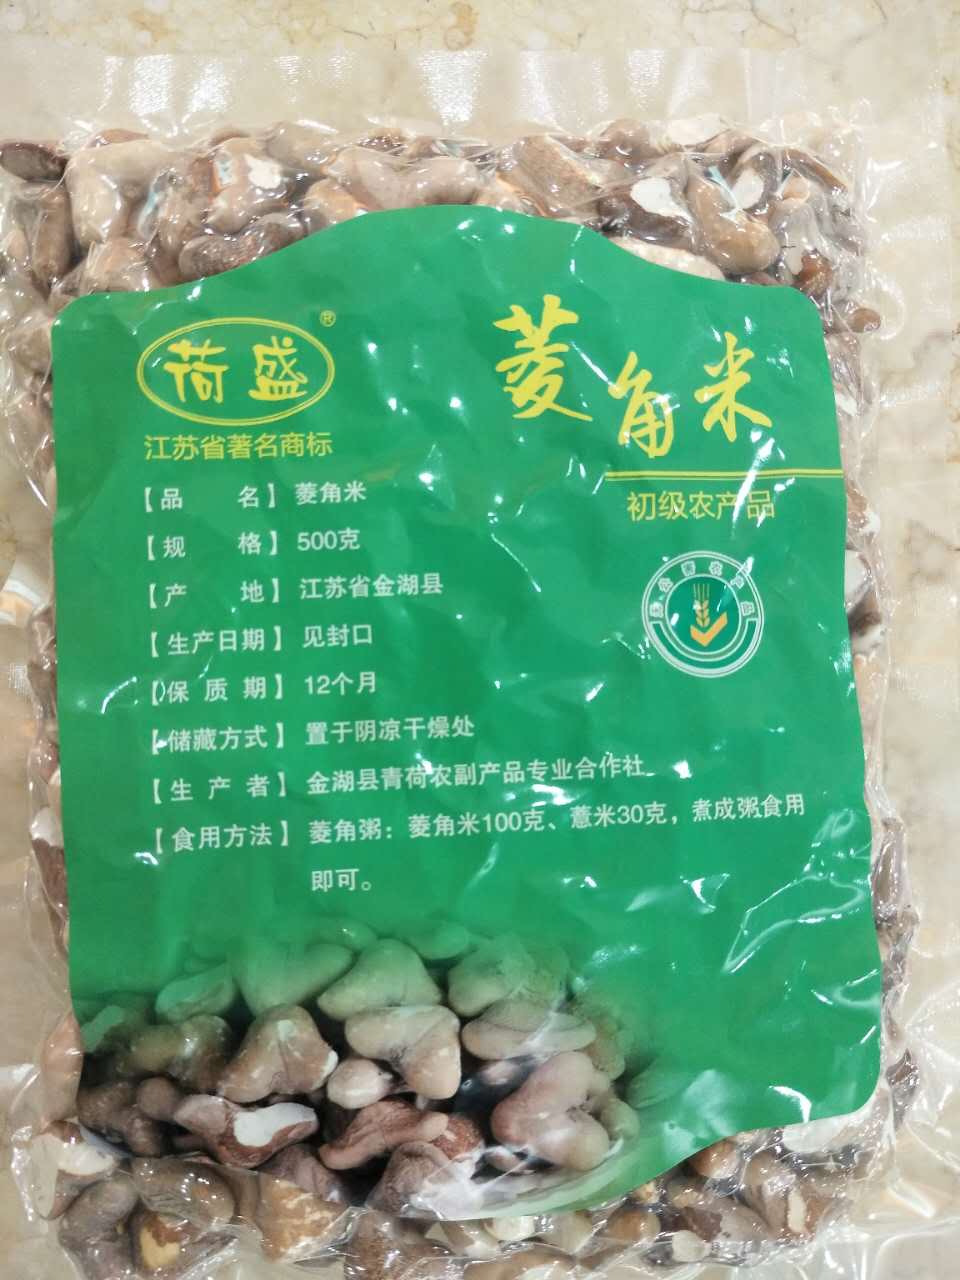 荷盛®
江苏省著名商标
菱角米
初级农产品
【品 名】菱角米
【规 格】500克
【产 地】江苏省金湖县
【生产日期】见封口
【保质期】12个月
【储藏方式】置于阴凉干燥处
【生产者】金湖县青荷农副产品专业合作社
【食用方法】菱角粥：菱角米100克、薏米30克，煮成粥食用
即可。